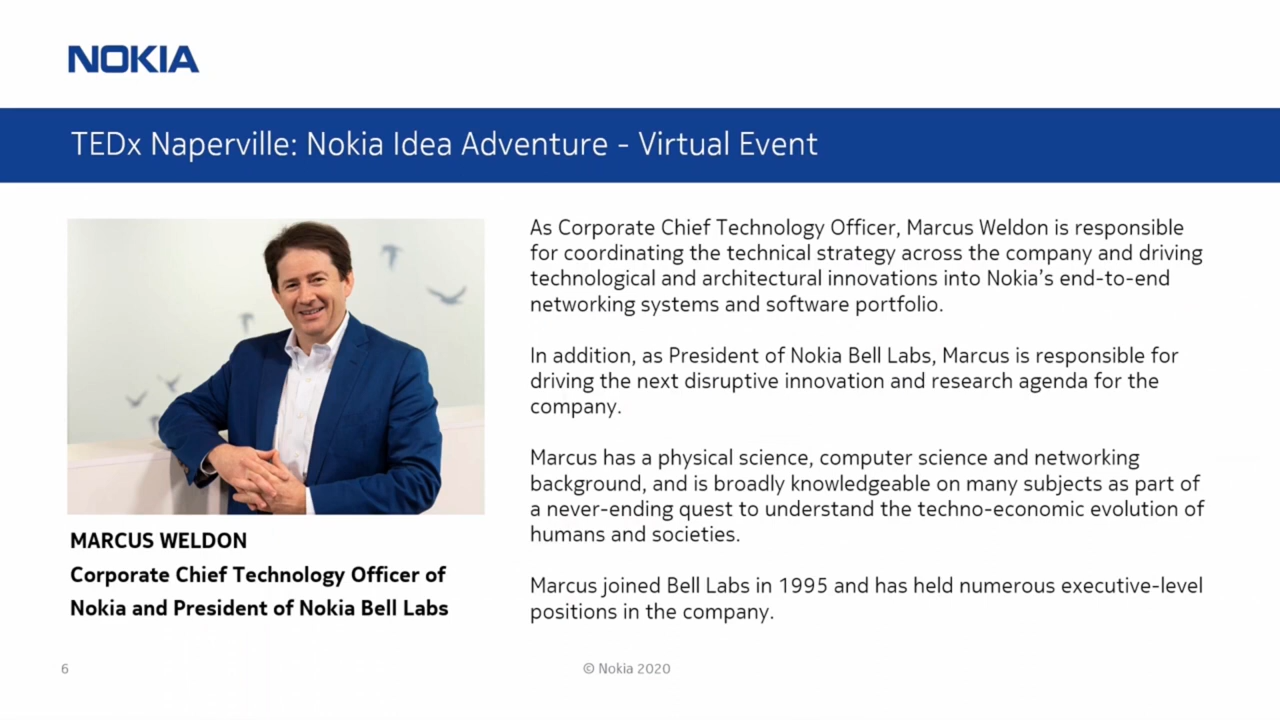 NOKIA
TEDx Naperville: Nokia Idea Adventure - Virtual Event
As Corporate Chief Technology Officer, Marcus Weldon is responsible
for coordinating the technical strategy across the company and driving
technological and architectural innovations into Nokia’s end-to-end
networking systems and software portfolio.
In addition, as President of Nokia Bell Labs, Marcus is responsible for
driving the next disruptive innovation and research agenda for the
company.
Marcus has a physical science, computer science and networking
background, and is broadly knowledgeable on many subjects as part of
a never-ending quest to understand the techno-economic evolution of
humans and societies.
Marcus joined Bell Labs in 1995 and has held numerous executive-level
positions in the company.
MARCUS WELDON
Corporate Chief Technology Officer of
Nokia and President of Nokia Bell Labs
6
© Nokia 2020